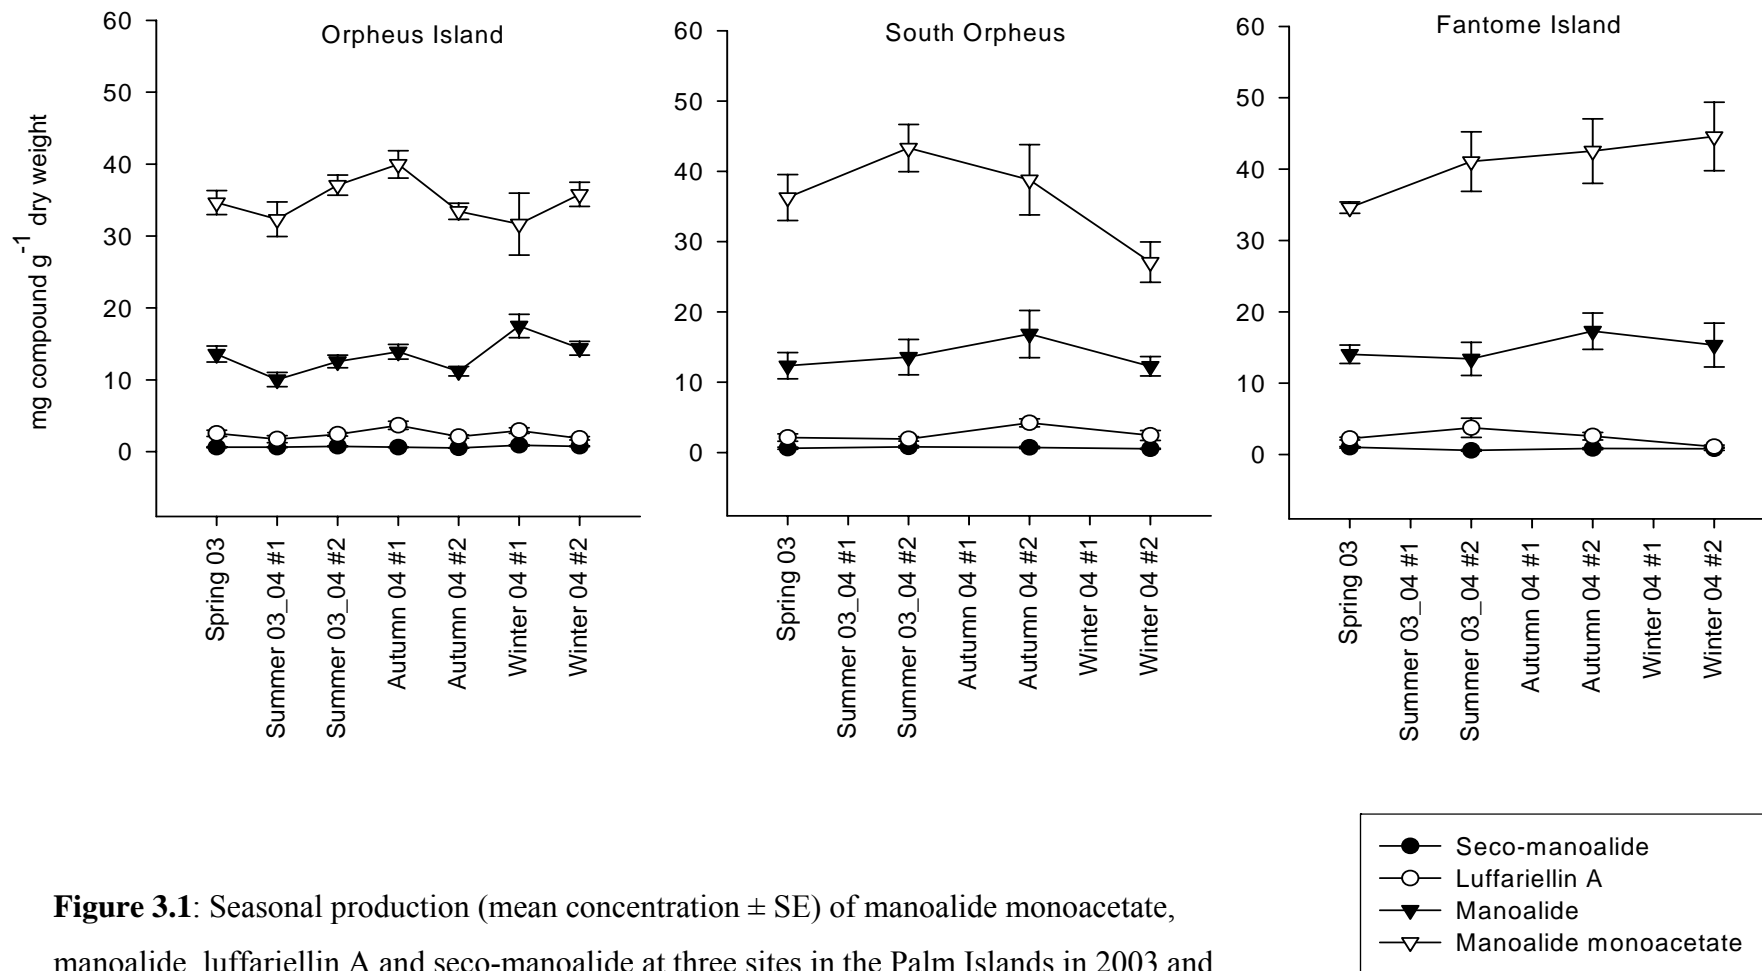 Orpheus Island
South Orpheus
Fantome Island
mg compound g-1 dry weight
60
50
40
30
20
10
0
60
50
40
30
20
10
0
60
50
40
30
20
10
0
Spring 03
Summer 03_04 #1
Summer 03_04 #2
Autumn 04 #1
Autumn 04 #2
Winter 04 #1
Winter 04 #2
Spring 03
Summer 03_04 #1
Summer 03_04 #2
Autumn 04 #1
Autumn 04 #2
Winter 04 #1
Winter 04 #2
Spring 03
Summer 03_04 #1
Summer 03_04 #2
Autumn 04 #1
Autumn 04 #2
Winter 04 #1
Winter 04 #2
Seco-manoalide
Luffariellin A
Manoalide
Manoalide monoacetate
Figure 3.1: Seasonal production (mean concentration ± SE) of manoalide monoacetate,
manoalide, luffariellin A and seco-manoalide at three sites in the Palm Islands in 2003 and